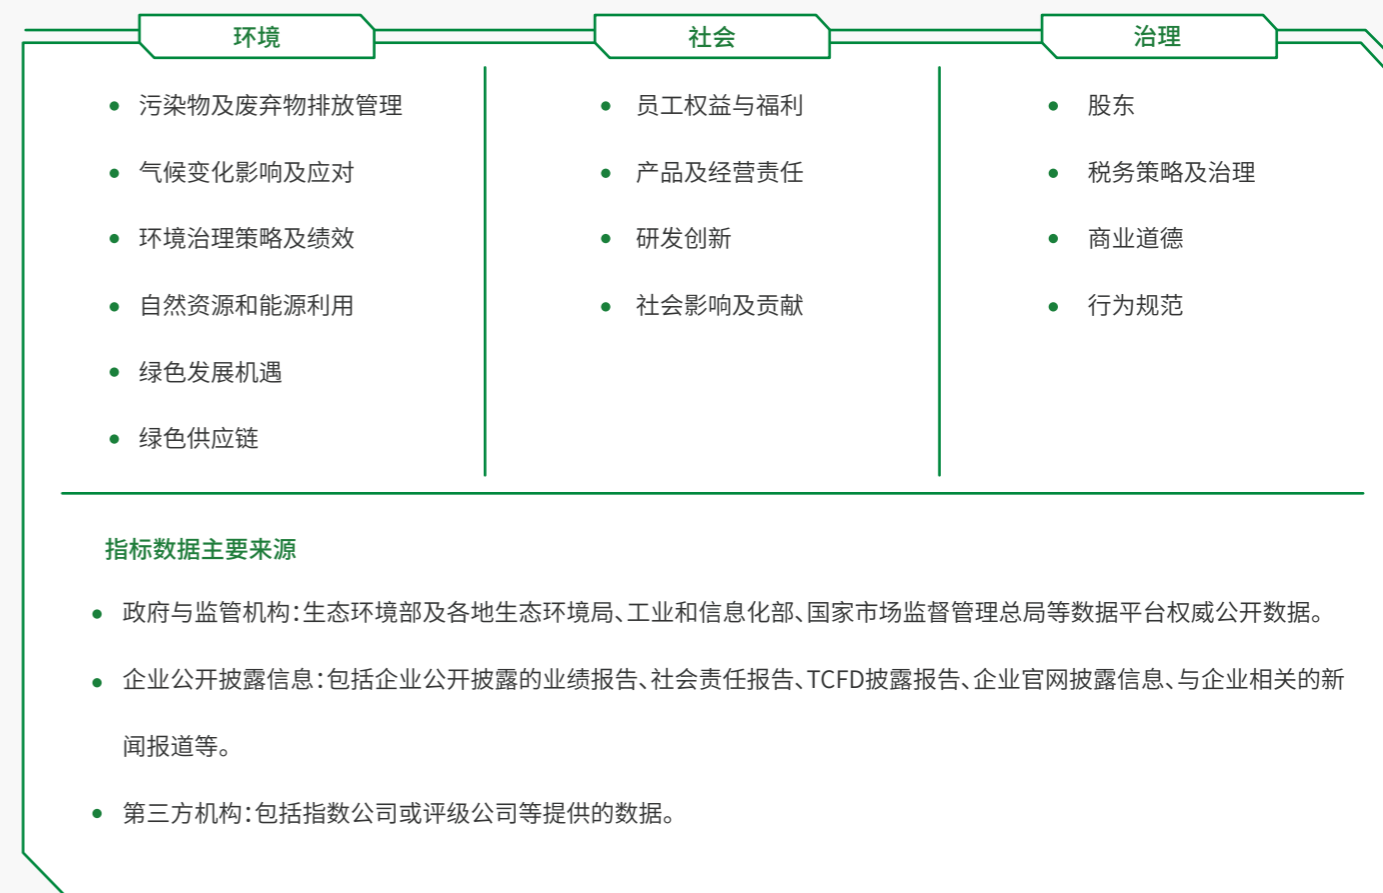 环境
污染物及废弃物排放管理
气候变化影响及应对
环境治理策略及绩效
自然资源和能源利用
绿色发展机遇
绿色供应链
社会
员工权益与福利
产品及经营责任
研发创新
社会影响及贡献
治理
股东
税务策略及治理
商业道德
行为规范
指标数据主要来源
政府与监管机构：生态环境部及各地生态环境局、工业和信息化部、国家市场监督管理总局等数据平台权威公开数据。
企业公开披露信息：包括企业公开披露的业绩报告、社会责任报告、TCFD披露报告、企业官网披露信息、与企业相关的新
闻报道等。
第三方机构：包括指数公司或评级公司等提供的数据。